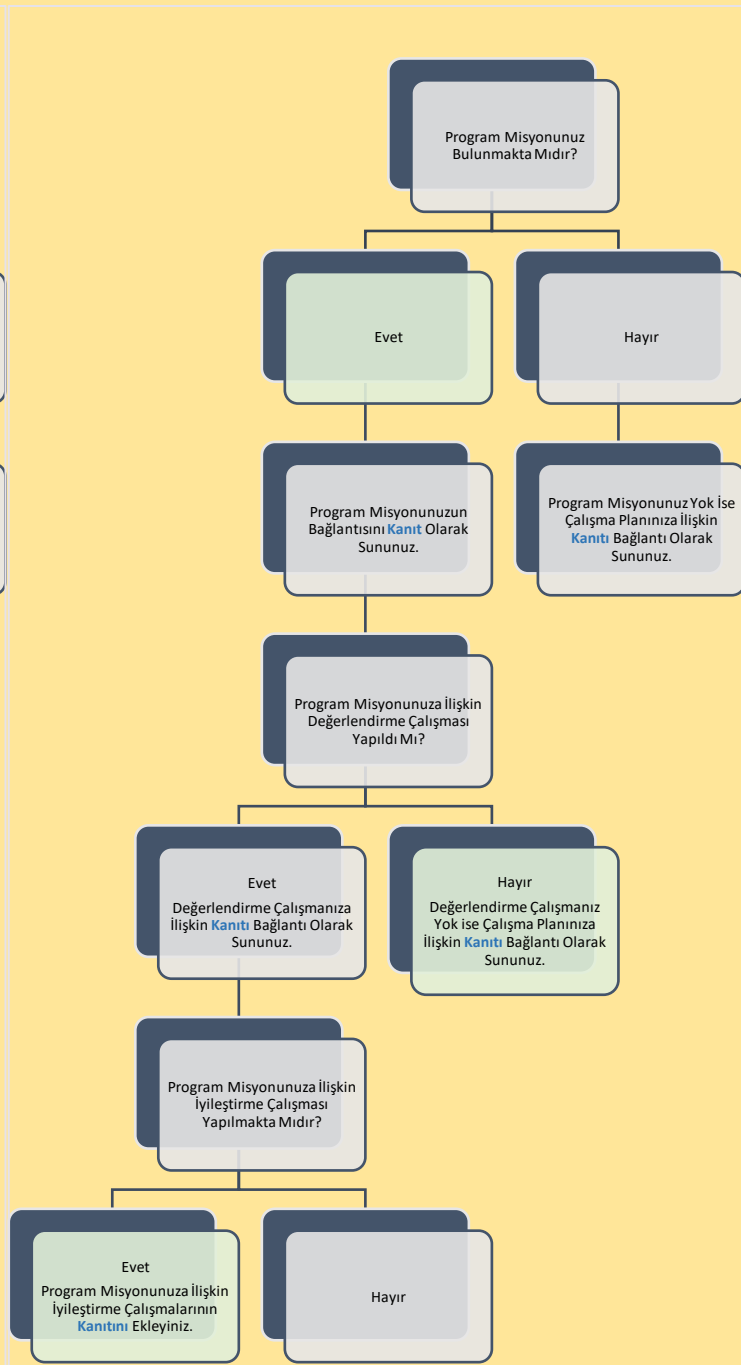 Program Misyonunuz
Bulunmakta Mıdır?
Evet
Hayır
Program Misyonunuzun
Bağlantısını Kanıt Olarak
Sununuz.
Program Misyonunuz Yok İse
Çalışma Planınıza İlişkin
Kanıtı Bağlantı Olarak
Sununuz.
Program Misyonunuza İlişkin
Değerlendirme Çalışması
Yapıldı Mı?
Evet
Değerlendirme Çalışmanıza
İlişkin Kanıtı Bağlantı Olarak
Sununuz.
Hayır
Değerlendirme Çalışmanız
Yok ise Çalışma Planınıza
İlişkin Kanıtı Bağlantı Olarak
Sununuz.
Program Misyonunuza İlişkin
İyileştirme Çalışması
Yapılmakta Mıdır?
Evet
Program Misyonunuza İlişkin
İyileştirme Çalışmalarının
Kanıtını Ekleyiniz.
Hayır